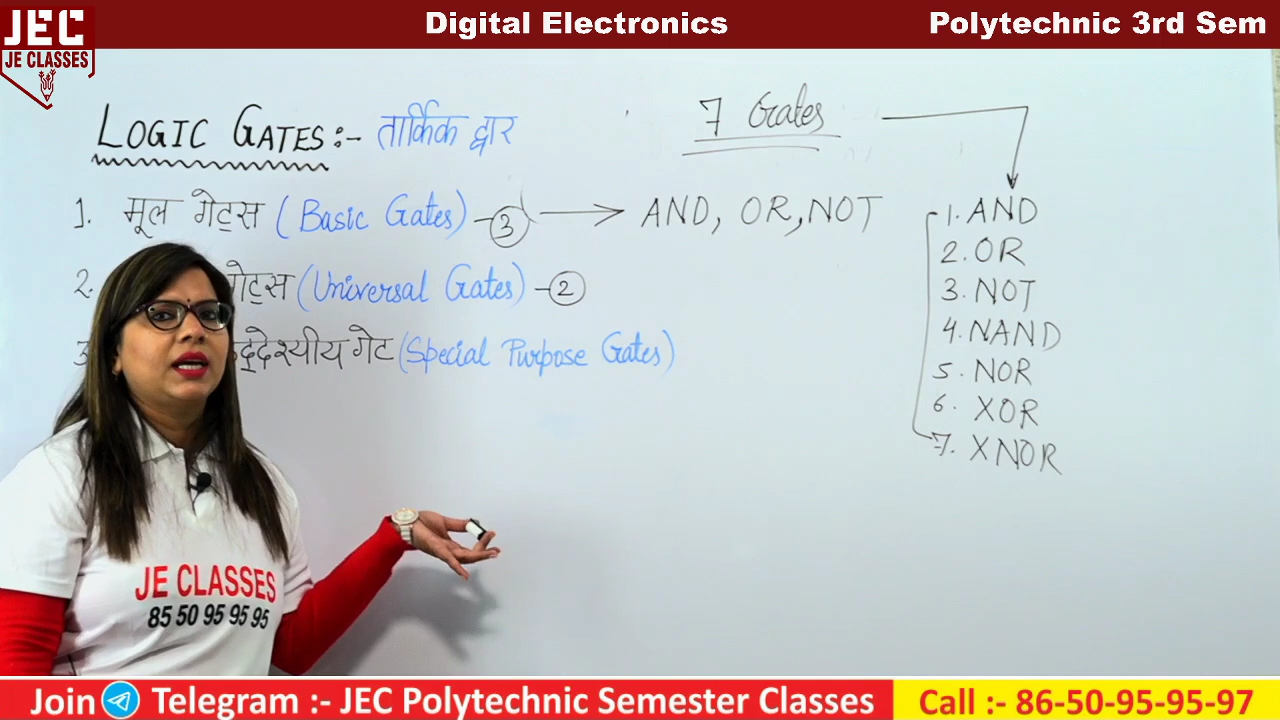 JEC
JE CLASSES
Digital Electronics
Polytechnic 3rd Sem
LOGIC GATES:- तार्किक द्वार
7 Gates
1. मूल गेट्स (Basic Gates) -3 → AND, OR, NOT
2. गेट्स (Universal Gates) -2
3 उद्देश्यीय गेट (Special Purpose Gates)
1. AND
2. OR
3. NOT
4. NAND
5. NOR
6. XOR
7. XNOR
JE CLASSES
85 50 95 95 95
Join Telegram :- JEC Polytechnic Semester Classes
Call :- 86-50-95-95-97